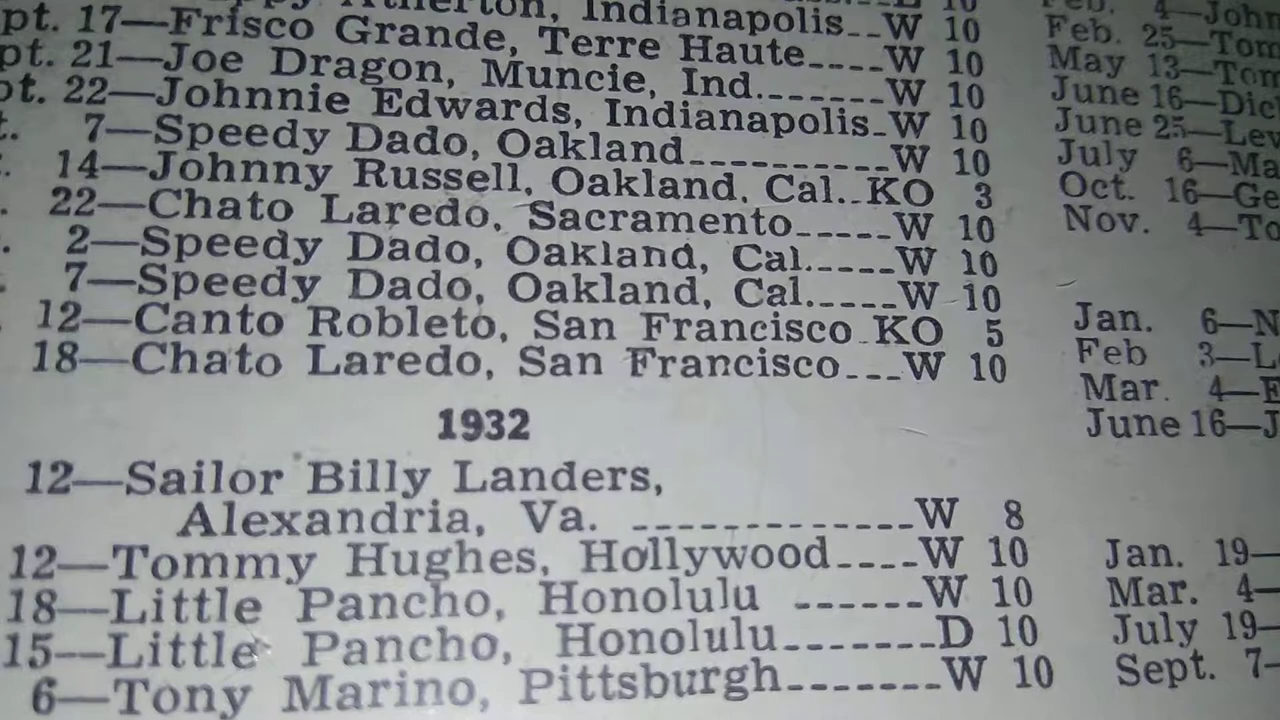 pt. 17—Frisco Grande, Indianapolis--W 10
pt. 21—Joe Dragon, Terre Haute----W 10
pt. 22—Johnnie Edwards, Muncie, Ind.------W 10
7—Speedy Dado, Indianapolis-W 10
14—Johnny Russell, Oakland----------W 10
22—Chato Laredo, Oakland, Cal.-KO 3
2—Speedy Dado, Sacramento-----W 10
7—Speedy Dado, Oakland, Cal.-----W 10
12—Canto Robleto, Oakland, Cal.-----W 10
18—Chato Laredo, San Francisco-KO 5
San Francisco---W 10
1932
12—Sailor Billy Landers,
Alexandria, Va. -------------W 8
12—Tommy Hughes, Hollywood----W 10
18—Little Pancho, Honolulu ------W 10
15—Little Pancho, Honolulu-------D 10
6—Tony Marino, Pittsburgh-------W 10
4—John
Feb. 25—Tom
May 13—Tom
June 16—Dic
June 25—Lev
July 6—Ma
Oct. 16—Ge
Nov. 4—To
Jan. 6—N
Feb 3—L
Mar. 4—E
June 16—J
Jan. 19—
Mar. 4—
July 19—
Sept. 7—